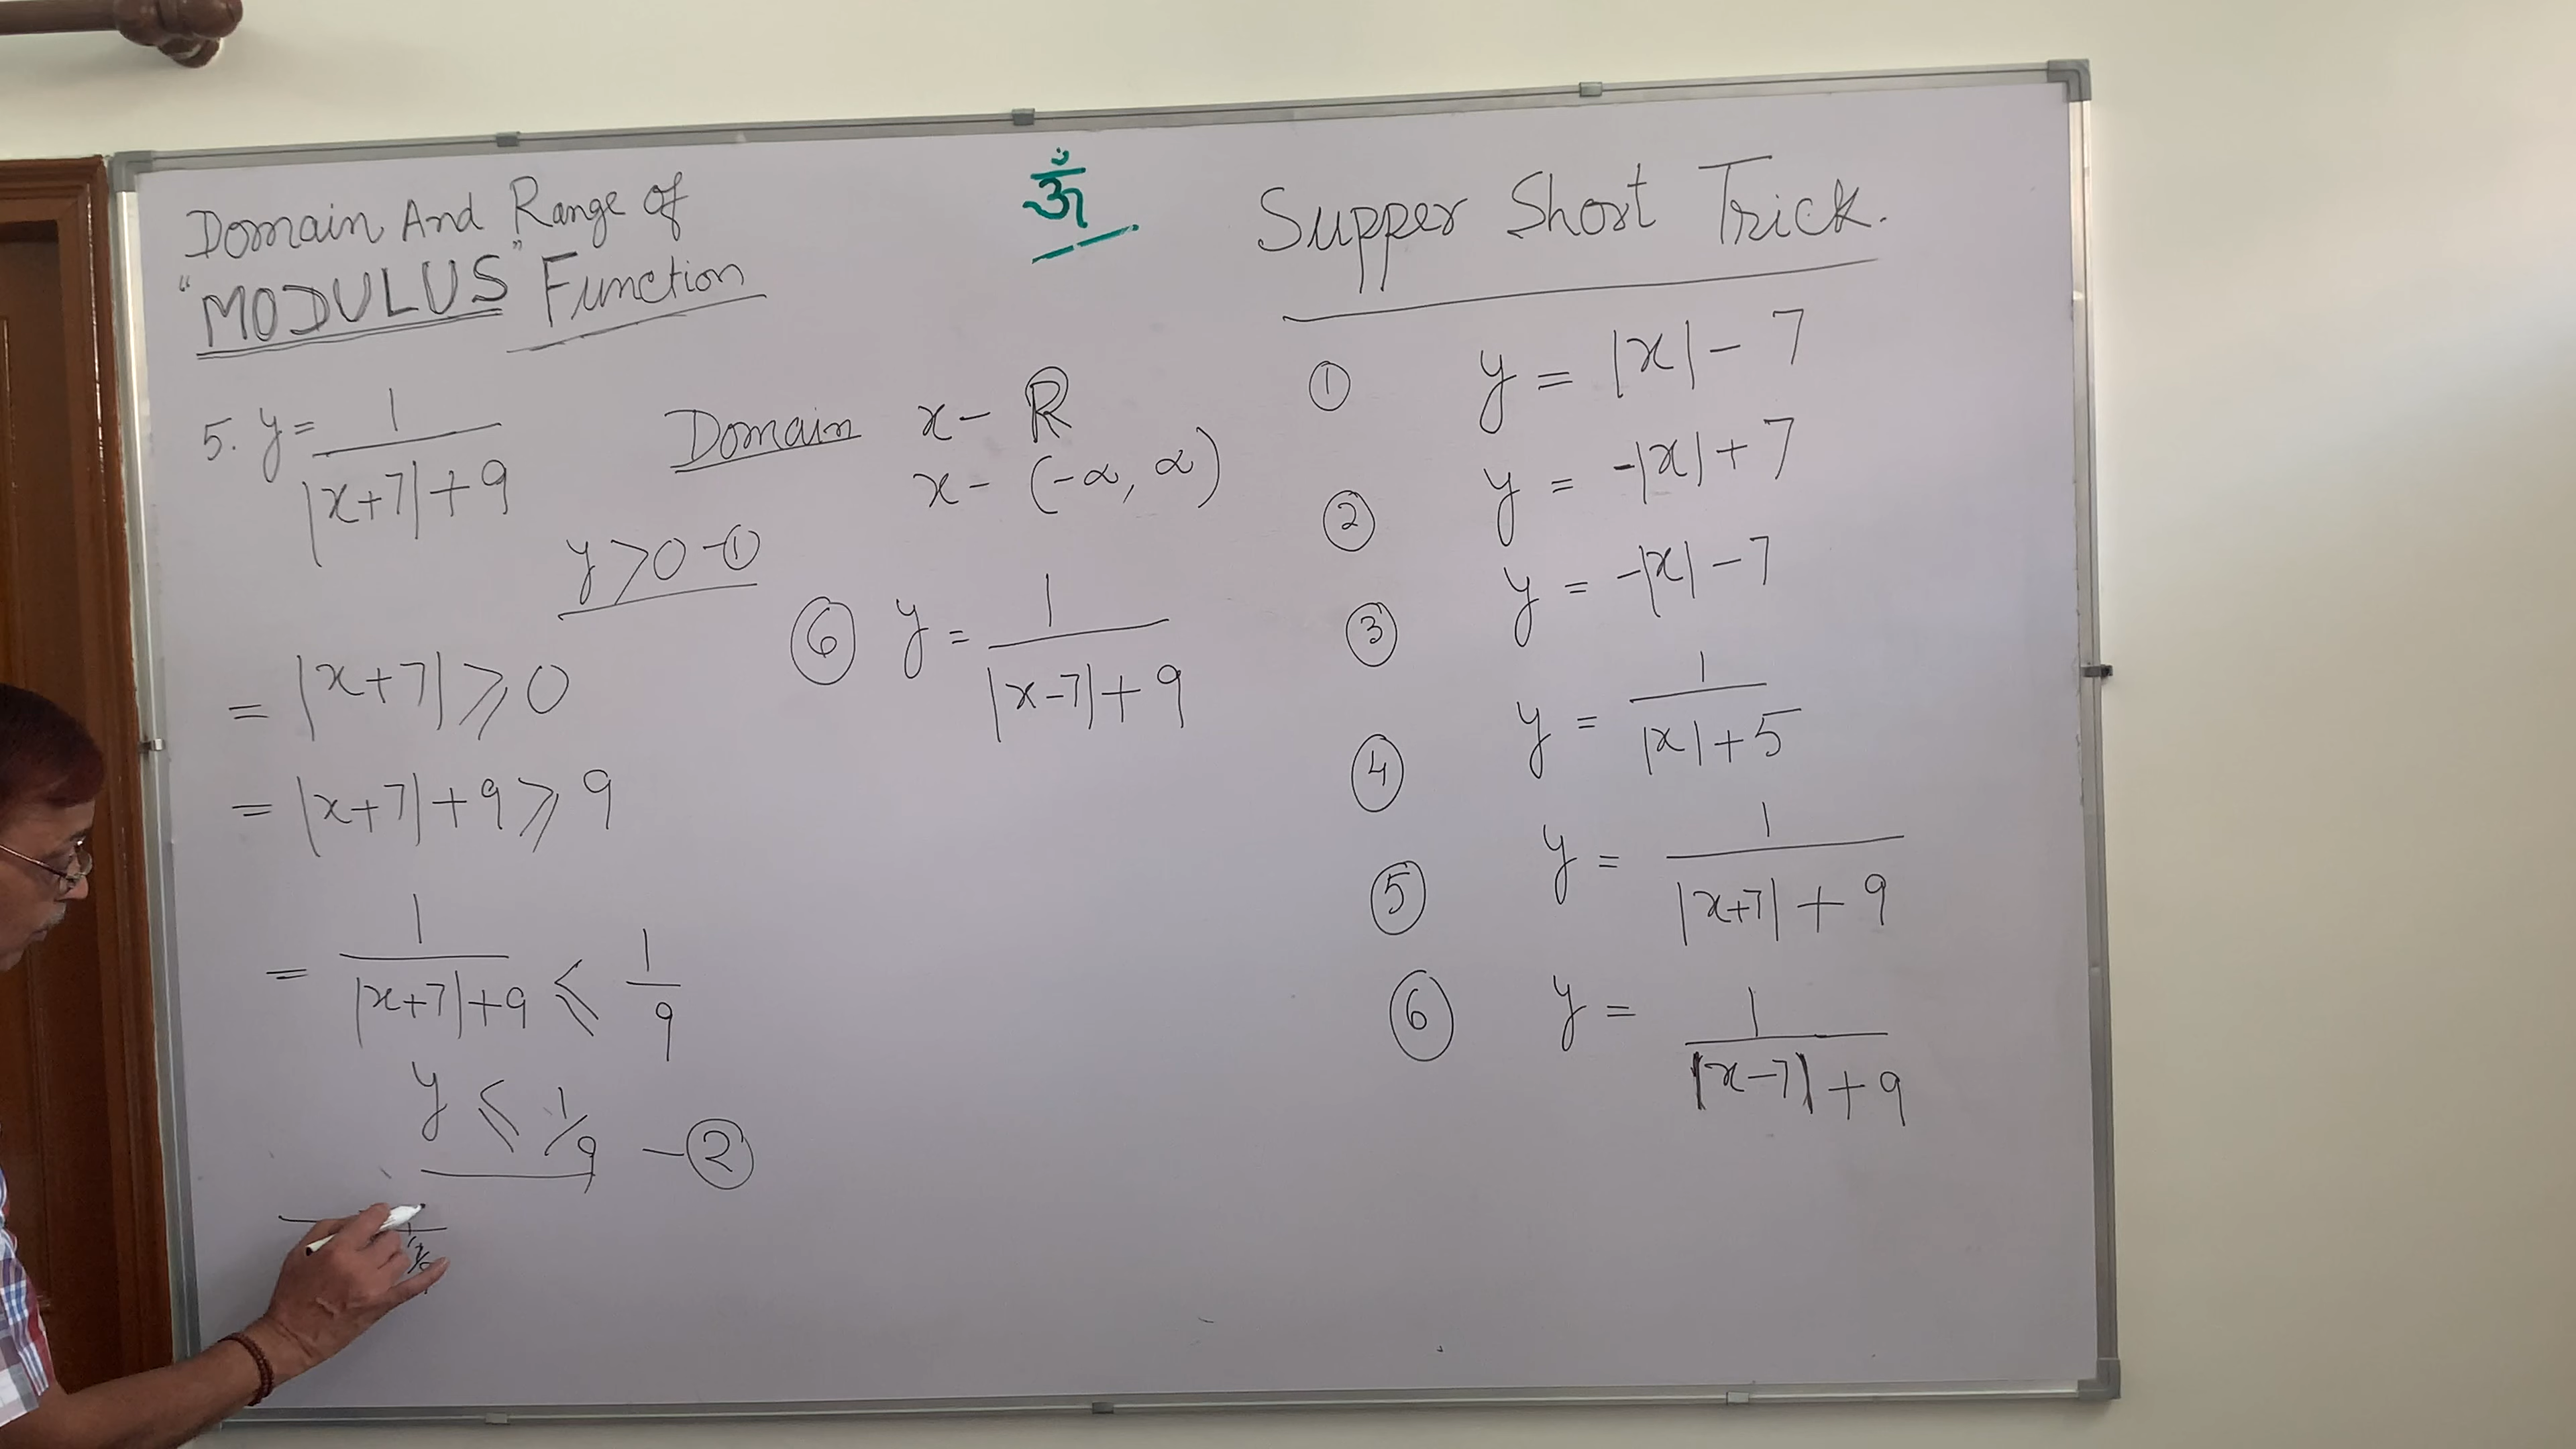 Domain And Range of
"MODULUS" Function
5. y = 1/(|x+7|+9)
Domain x- R
x- (-∝, ∝)
y>0 -①
= |x+7| ⩾ 0
= |x+7|+9 ⩾ 9
= 1/(|x+7|+9) ⩽ 1/9
y ⩽ 1/9 -②
⑥ y = 1/(|x-7|+9)
ॐ
Supper Short Trick.
① y = |x| - 7
② y = -|x| + 7
③ y = -|x| - 7
④ y = 1/(|x|+5)
⑤ y = 1/(|x+7| + 9)
⑥ y = 1/(|x-7| + 9)